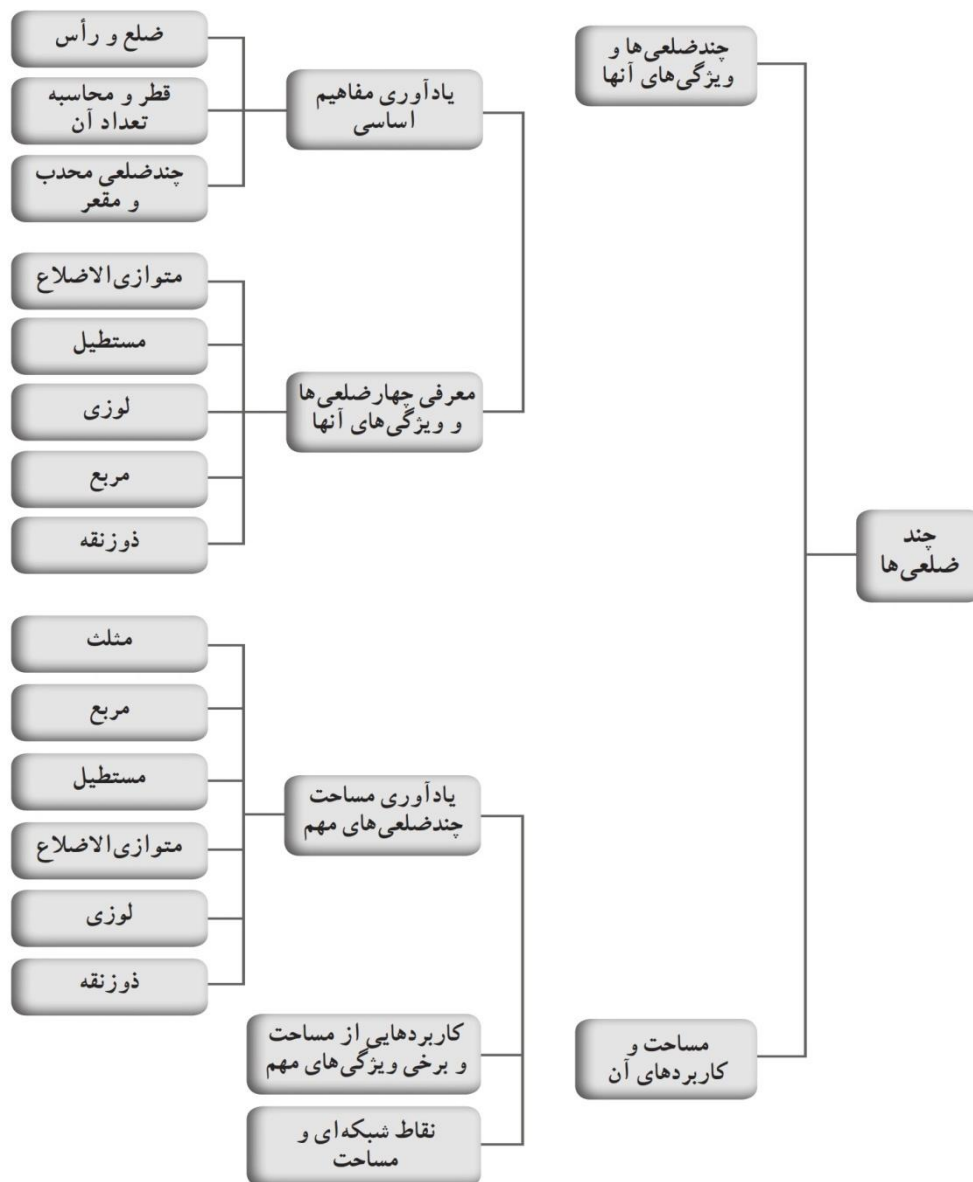 چند
ضلعی‌ها
چندضلعی‌ها و
ویژگی‌های آنها
یادآوری مفاهیم
اساسی
ضلع و رأس
قطر و محاسبه
تعداد آن
چندضلعی محدب
و مقعر
معرفی چهارضلعی‌ها
و ویژگی‌های آنها
متوازی‌الاضلاع
مستطیل
لوزی
مربع
ذوزنقه
مساحت و
کاربردهای آن
یادآوری مساحت
چندضلعی‌های مهم
مثلث
مربع
مستطیل
متوازی‌الاضلاع
لوزی
ذوزنقه
کاربردهایی از مساحت
و برخی ویژگی‌های مهم
نقاط شبکه‌ای و
مساحت